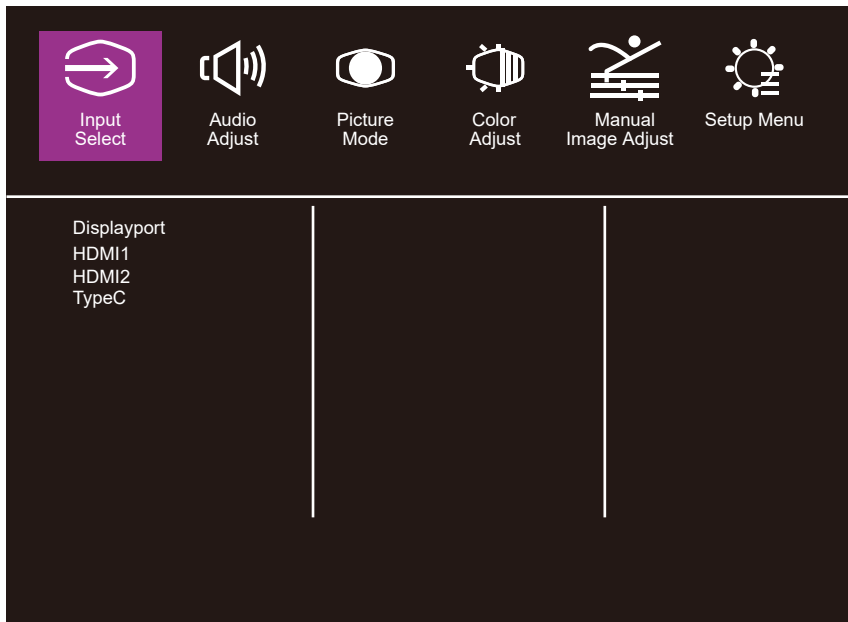 Input
Select
Audio
Adjust
Picture
Mode
Color
Adjust
Manual
Image Adjust
Setup Menu
Displayport
HDMI1
HDMI2
TypeC